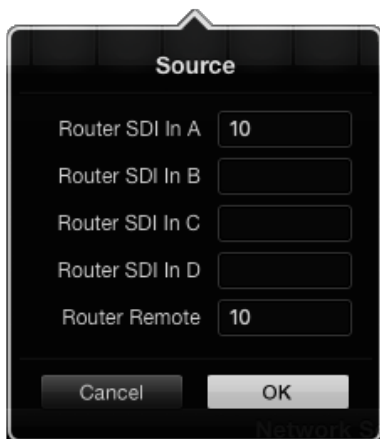 Source
Router SDI In A 10
Router SDI In B
Router SDI In C
Router SDI In D
Router Remote 10
Cancel OK
Network S